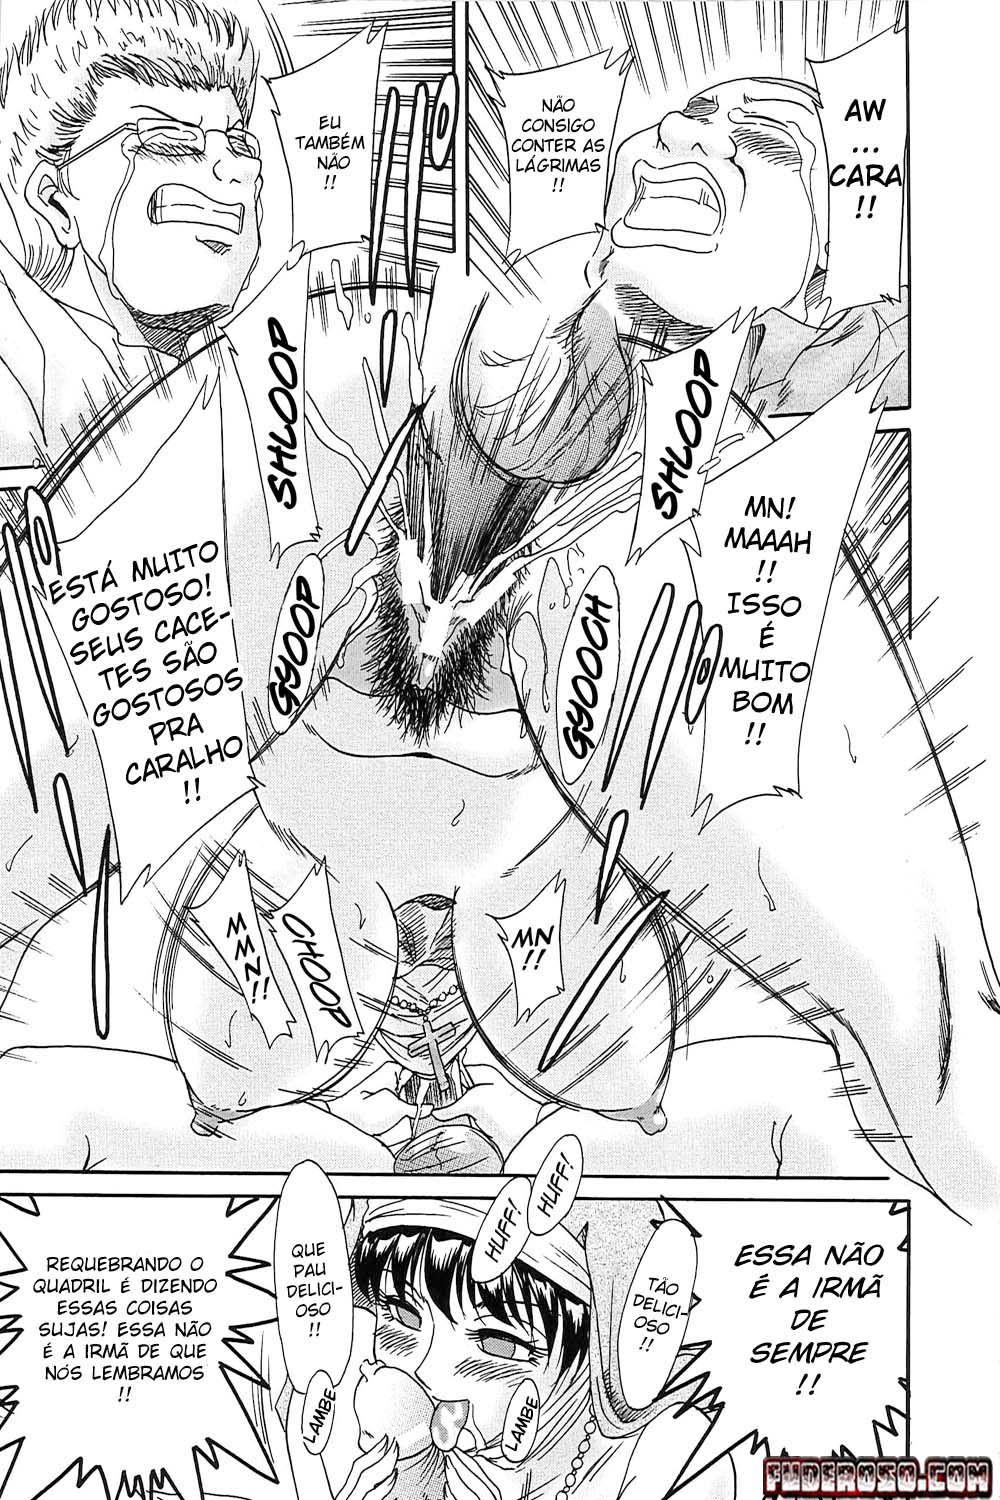 AW
...
CARA
!!
NÃO
CONSIGO
CONTER AS
LÁGRIMAS
!!
EU
TAMBÉM
NÃO
!!
SHLOOP
SHLOOP
MN!
MAAAH
!!
ISSO
É
MUITO
BOM
!!
GYOOCH
GYOOP
ESTÁ MUITO
GOSTOSO!
SEUS CACE-
TES SÃO
GOSTOSOS
PRA
CARALHO
!!
MN
!!
CHOOP
MMN!!
ESSA NÃO
É A IRMÃ
DE
SEMPRE
!!
TÃO
DELICI-
OSO!!
HUFF!
HUFF!
QUE
PAU
DELICI-
OSO
!!
LAMBE
LAMBE
REQUEBRANDO O
QUADRIL É DIZENDO
ESSAS COISAS
SUJAS! ESSA NÃO
É A IRMÃ DE QUE
NÓS LEMBRAMOS
!!
FUDEROSO.COM